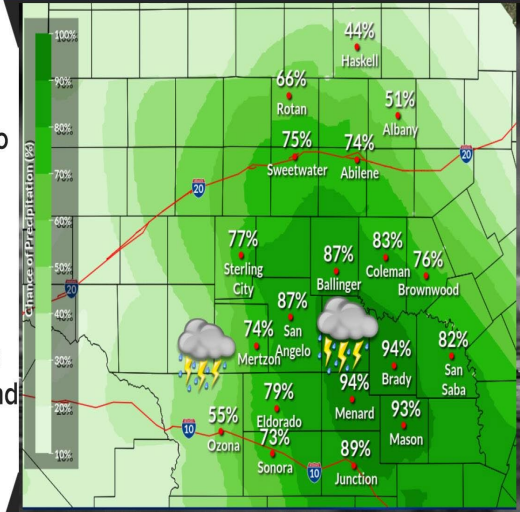 100%
90%
80%
70%
60%
50%
40%
30%
20%
10%
Chance of Precipitation (%)
44%
Haskell
66%
Rotan
51%
Albany
75%
Sweetwater
74%
Abilene
20
20
20
77%
Sterling
City
87%
Ballinger
83%
Coleman
76%
Brownwood
87%
San
Angelo
74%
Mertzon
94%
Brady
82%
San
Saba
79%
Eldorado
94%
Menard
93%
Mason
55%
Ozona
73%
Sonora
89%
Junction
10
10